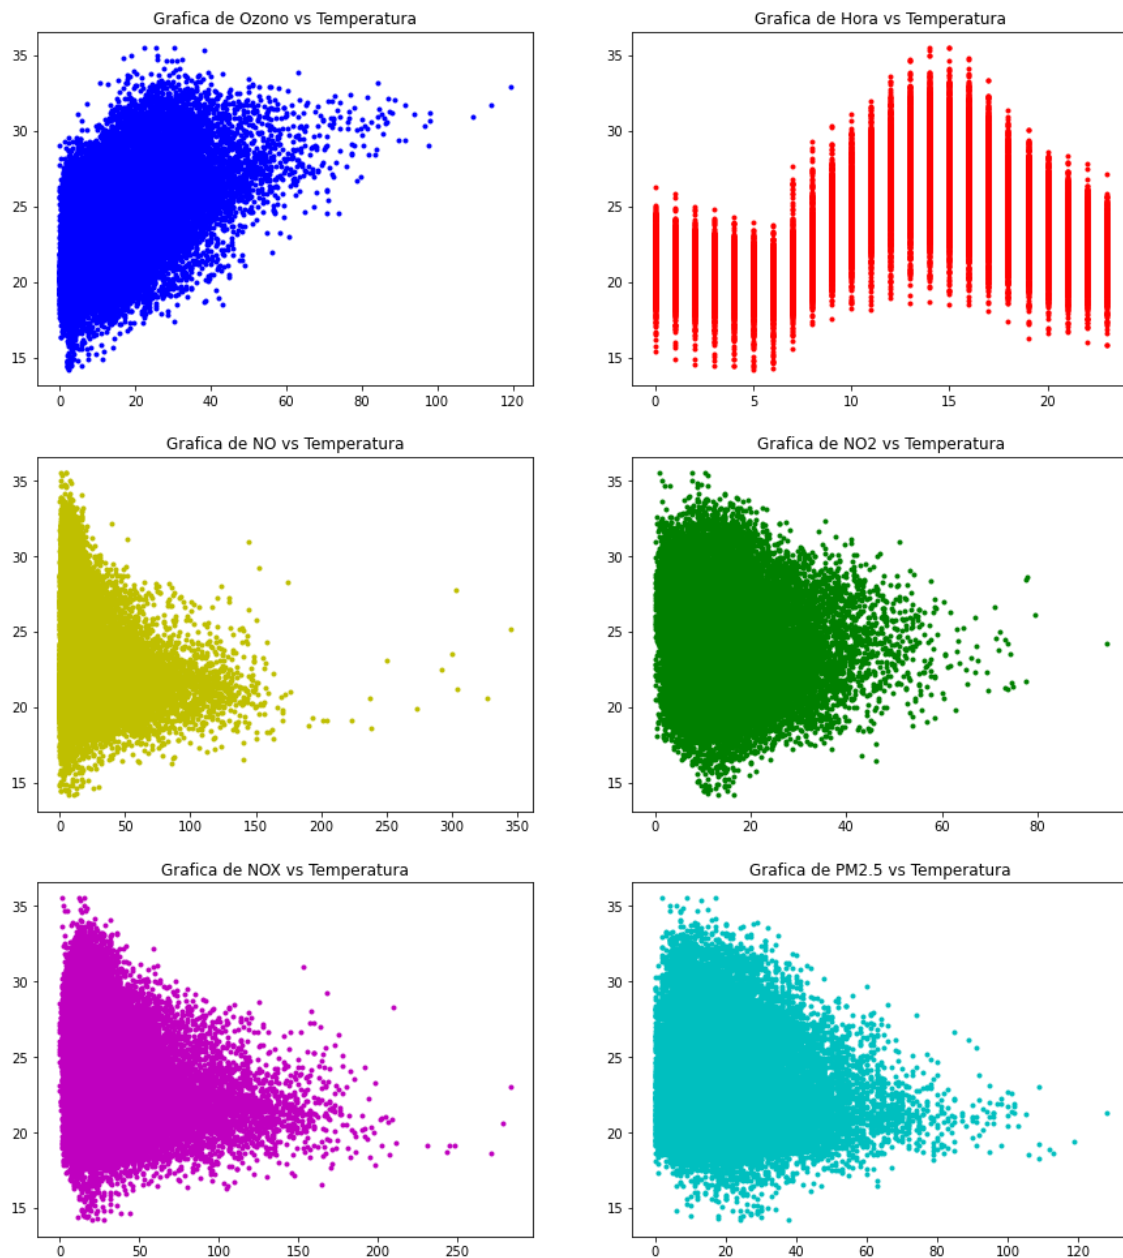 Grafica de Ozono vs Temperatura
35
30
25
20
15
0 20 40 60 80 100 120
Grafica de Hora vs Temperatura
35
30
25
20
15
0 5 10 15 20
Grafica de NO vs Temperatura
35
30
25
20
15
0 50 100 150 200 250 300 350
Grafica de NO2 vs Temperatura
35
30
25
20
15
0 20 40 60 80
Grafica de NOX vs Temperatura
35
30
25
20
15
0 50 100 150 200 250
Grafica de PM2.5 vs Temperatura
35
30
25
20
15
0 20 40 60 80 100 120